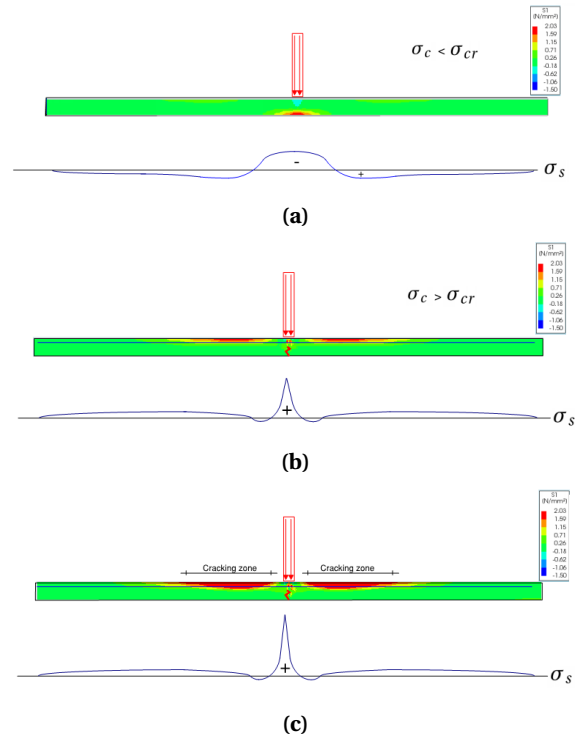 S1
(N/mm²)
2.03
1.59
1.15
0.71
0.26
-0.18
-0.62
-1.06
-1.50
σc < σcr
-
-
+
σs
(a)
S1
(N/mm²)
2.03
1.59
1.15
0.71
0.26
-0.18
-0.62
-1.06
-1.50
σc > σcr
+
σs
(b)
S1
(N/mm²)
2.03
1.59
1.15
0.71
0.26
-0.18
-0.62
-1.06
-1.50
Cracking zone Cracking zone
+
σs
(c)